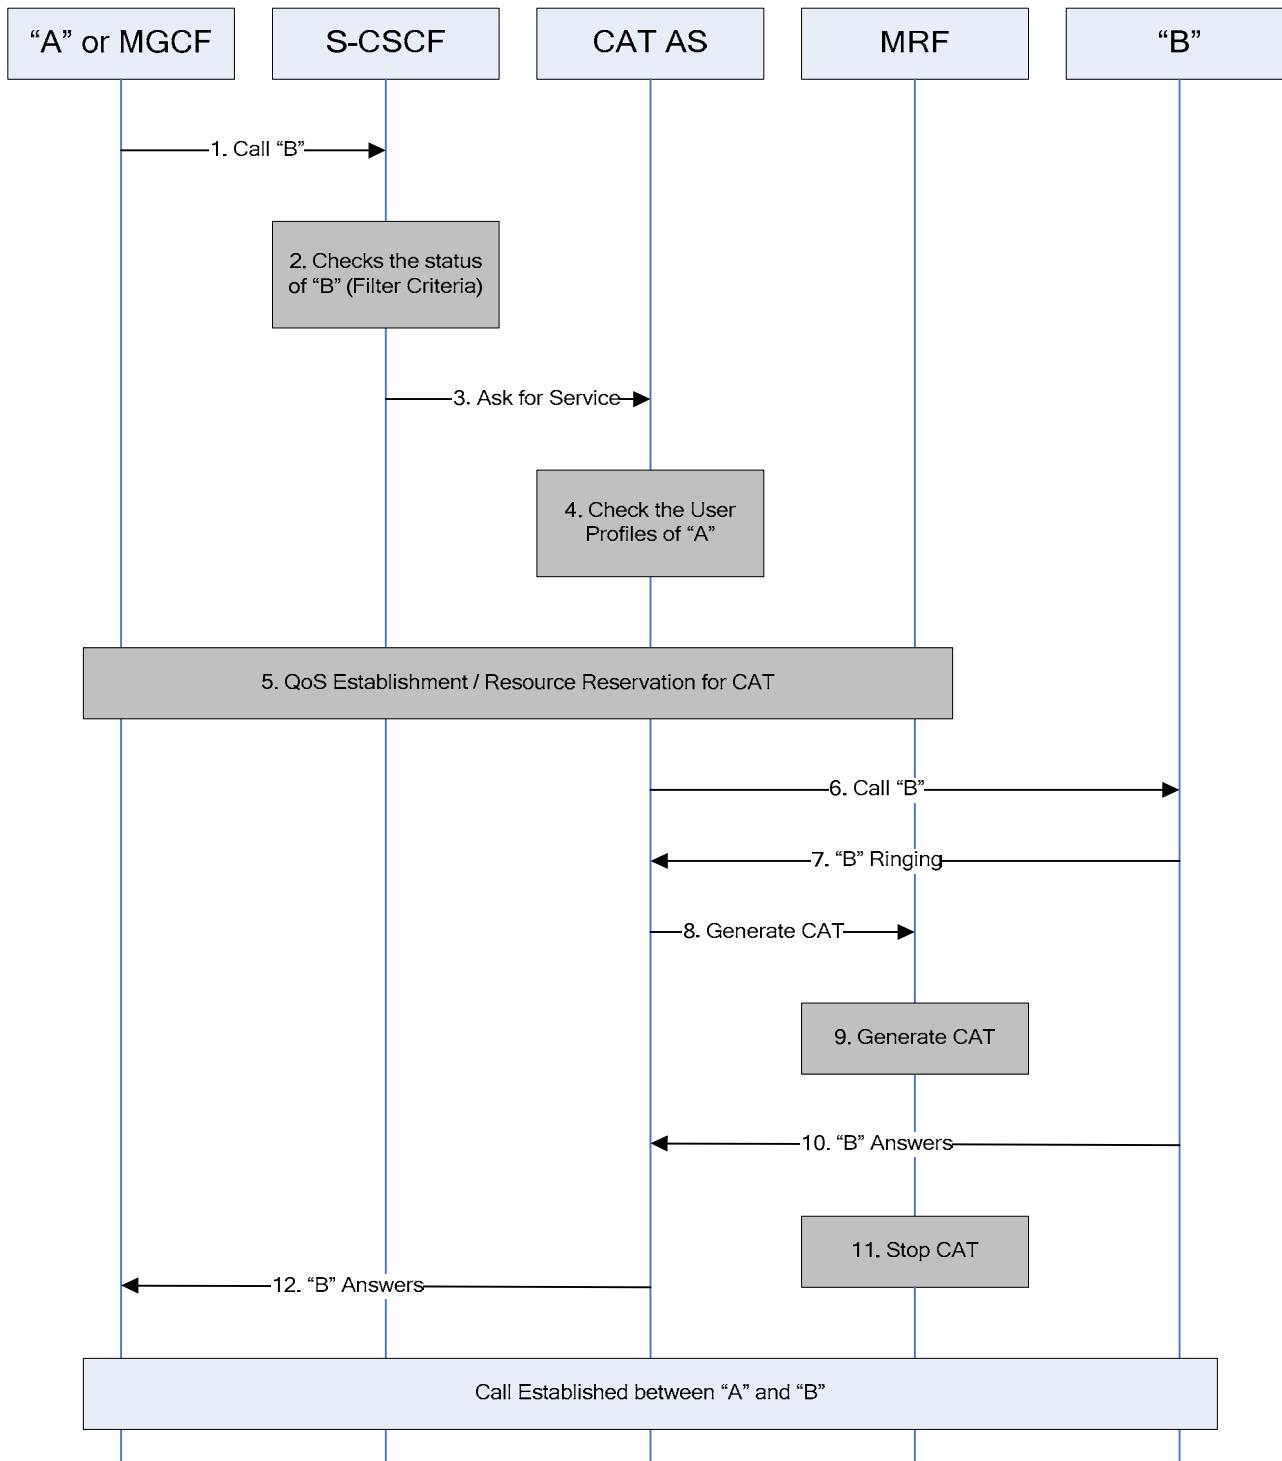 “A” or MGCF
S-CSCF
CAT AS
MRF
“B”
1. Call “B”
2. Checks the status
of “B” (Filter Criteria)
3. Ask for Service
4. Check the User
Profiles of “A”
5. QoS Establishment / Resource Reservation for CAT
6. Call “B”
7. “B” Ringing
8. Generate CAT
9. Generate CAT
10. “B” Answers
11. Stop CAT
12. “B” Answers
Call Established between “A” and “B”